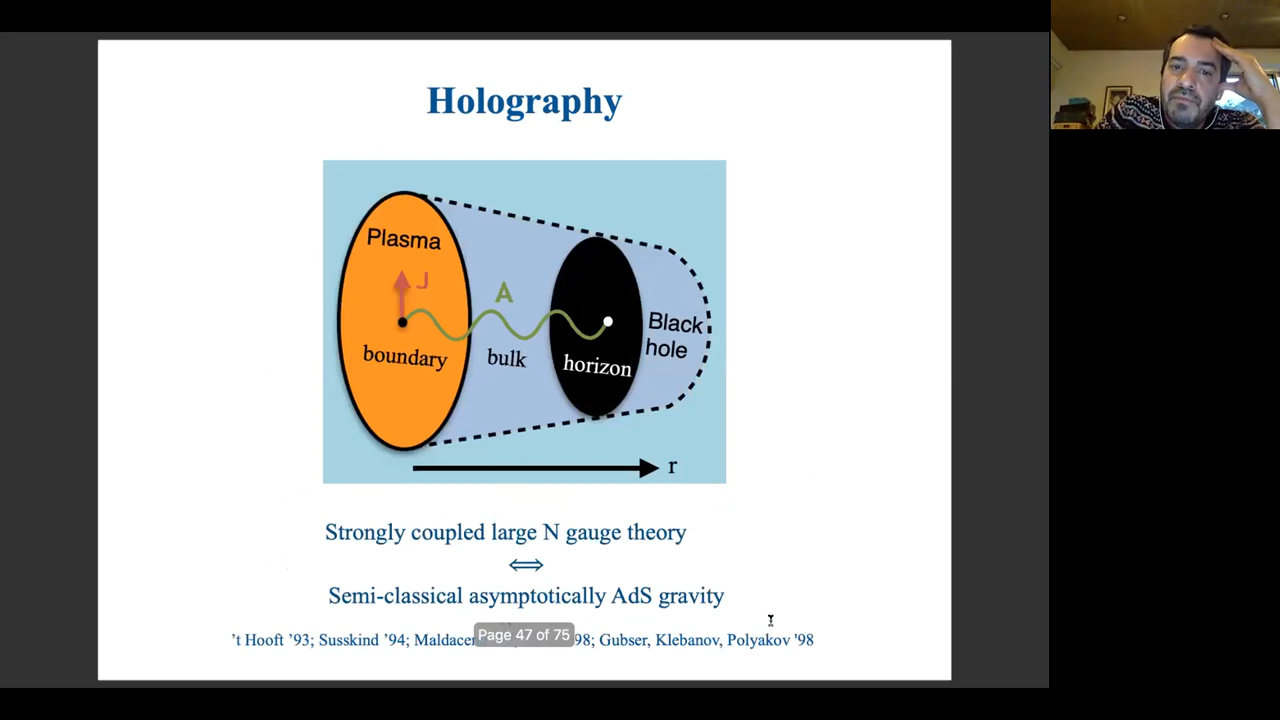 Holography
Plasma
J
A
boundary
bulk
horizon
Black
hole
r
Strongly coupled large N gauge theory
⟺
Semi-classical asymptotically AdS gravity
't Hooft '93; Susskind '94; 98; Gubser, Klebanov, Polyakov '98
Page 47 of 75